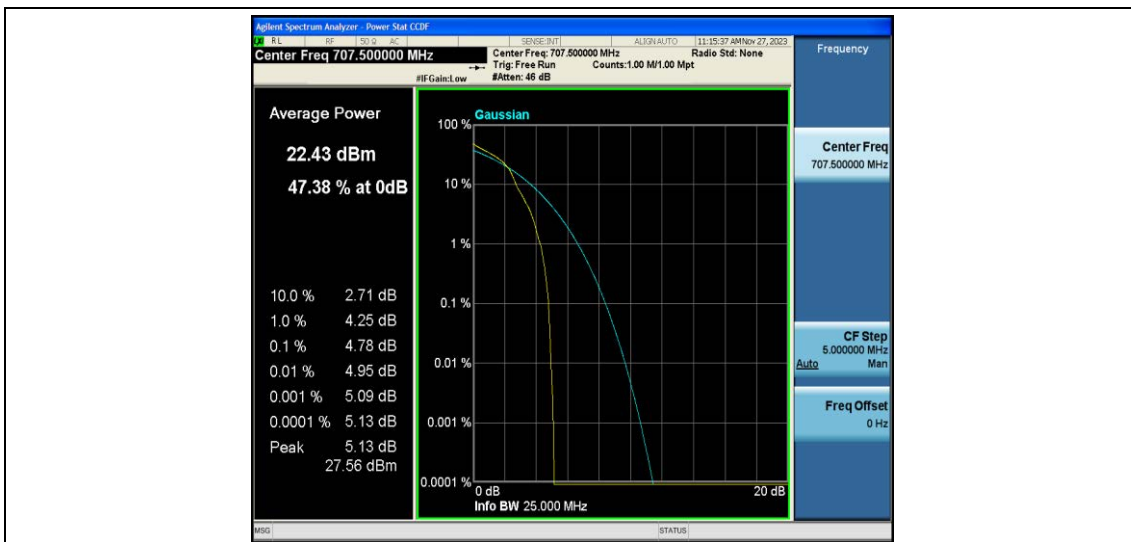 Agilent Spectrum Analyzer - Power Stat CCDF
RL RF 50 Ω AC SENSE:INT ALIGN AUTO 11:15:37 AM Nov 27, 2023
Center Freq 707.500000 MHz
Center Freq: 707.500000 MHz Radio Std: None
Trig: Free Run Counts:1.00 M/1.00 Mpt
#IFGain:Low #Atten: 46 dB
Frequency
Average Power
22.43 dBm
47.38 % at 0dB
10.0 % 2.71 dB
1.0 % 4.25 dB
0.1 % 4.78 dB
0.01 % 4.95 dB
0.001 % 5.09 dB
0.0001 % 5.13 dB
Peak 5.13 dB
27.56 dBm
Gaussian
100 %
10 %
1 %
0.1 %
0.01 %
0.001 %
0.0001 %
0 dB 20 dB
Info BW 25.000 MHz
Center Freq
707.500000 MHz
CF Step
5.000000 MHz
Auto Man
Freq Offset
0 Hz
MSG STATUS